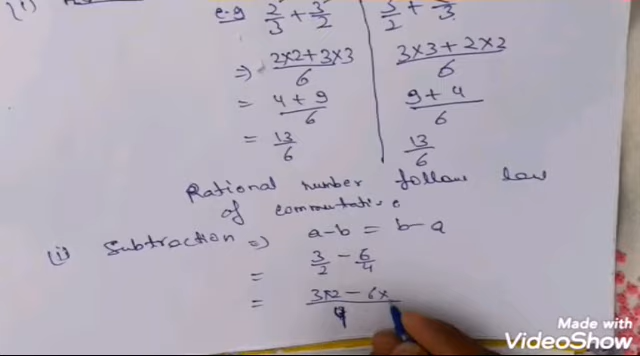 (i)
e.g 2/3 + 3/2
3/2 + /3
⇒ 2×2+3×3/6
3×3+2×2/6
= 4+9/6
9+4/6
= 13/6
13/6
Rational number follow law
of commutative
(ii) Subtraction ⇒ a-b = b-a
= 3/2 - 6/4
= 3×2 - 6×/4
Made With
VideoShow